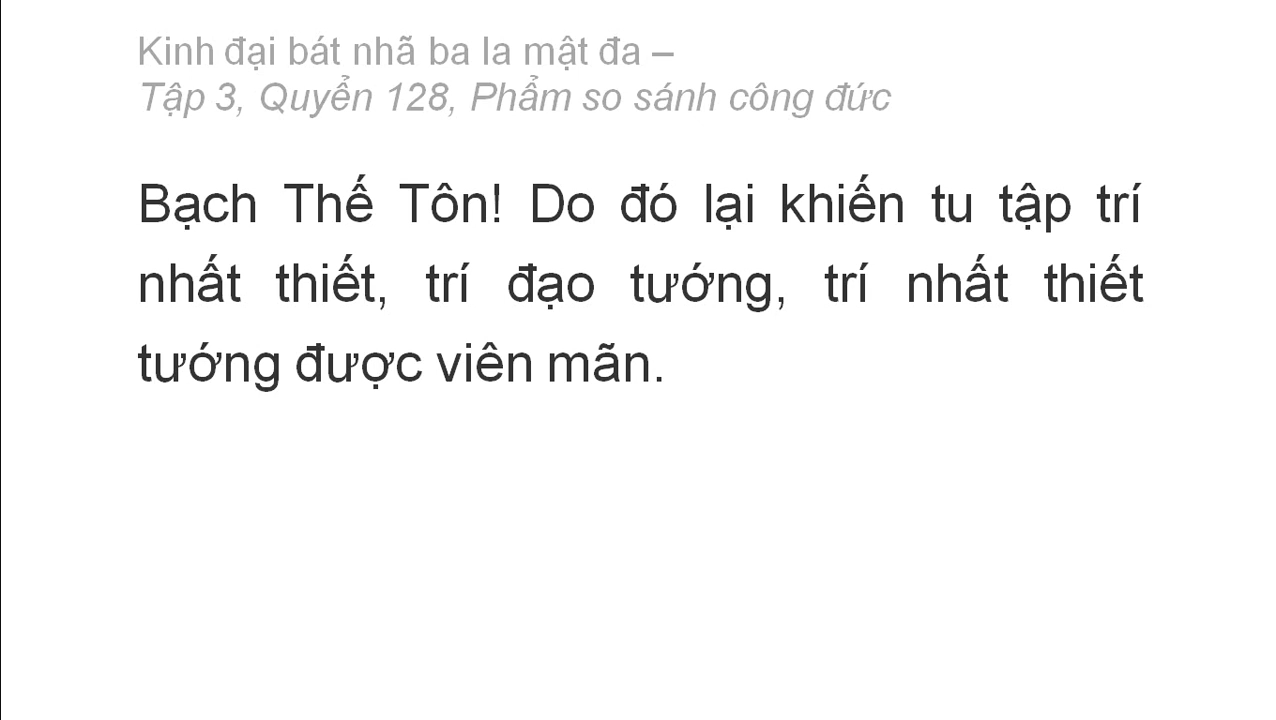 Kinh đại bát nhã ba la mật đa –
Tập 3, Quyển 128, Phẩm so sánh công đức
Bạch Thế Tôn! Do đó lại khiến tu tập trí
nhất thiết, trí đạo tướng, trí nhất thiết
tướng được viên mãn.